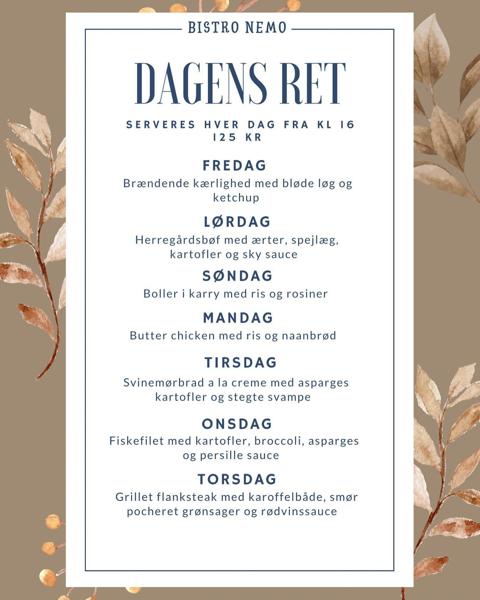 BISTRO NEMO
DAGENS RET
SERVERES HVER DAG FRA KL 16
125 KR
FREDAG
Brændende kærlighed med bløde løg og
ketchup
LØRDAG
Herregårdsbøf med ærter, spejlæg,
kartofler og sky sauce
SØNDAG
Boller i karry med ris og rosiner
MANDAG
Butter chicken med ris og naanbrød
TIRSDAG
Svinemørbrad a la creme med asparges
kartofler og stegte svampe
ONSDAG
Fiskefilet med kartofler, broccoli, asparges
og persille sauce
TORSDAG
Grillet flanksteak med karoffelbåde, smør
pocheret grønsager og rødvinssauce